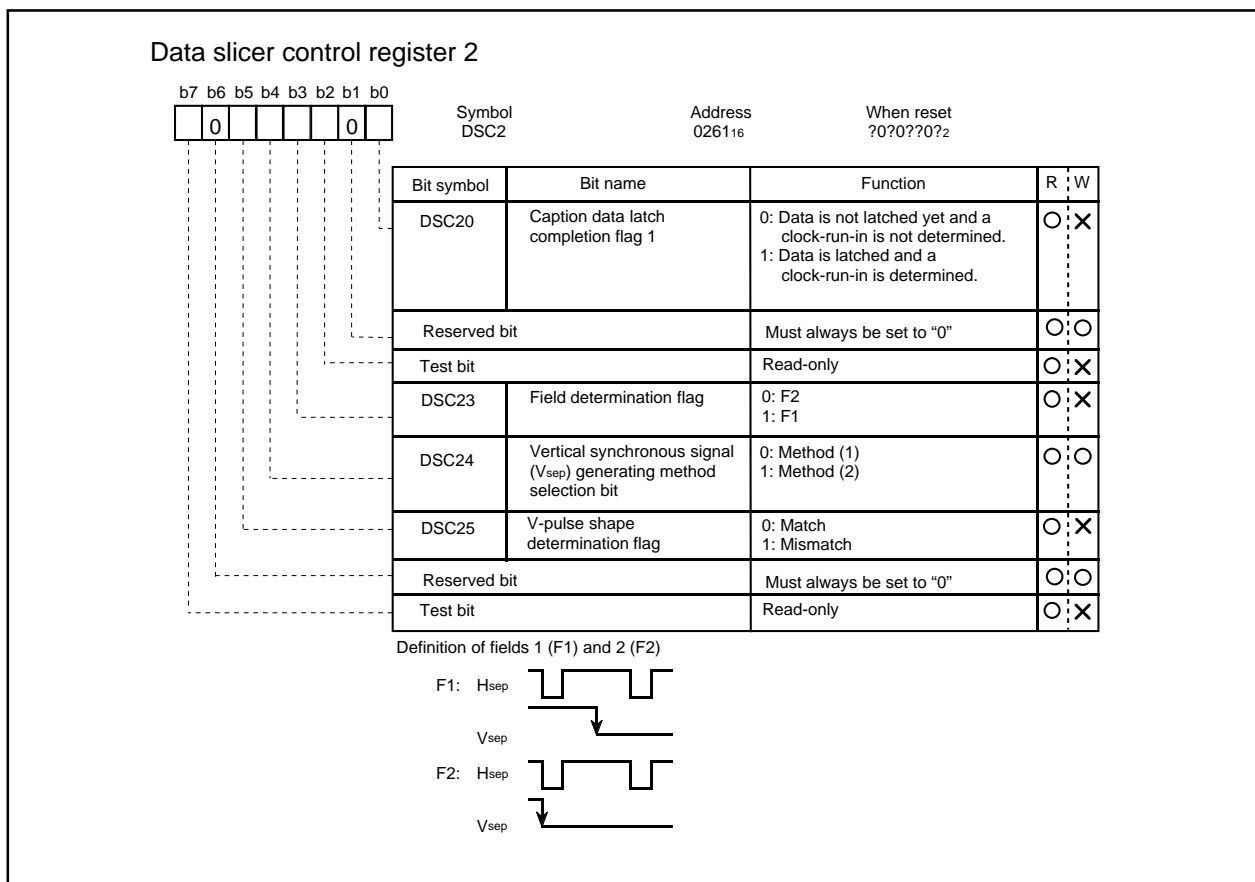 Data slicer control register 2
b7 b6 b5 b4 b3 b2 b1 b0
0 0
Symbol Address When reset
DSC2 026116 ?0?0??0?2
Bit symbol Bit name Function R W
DSC20 Caption data latch completion flag 1
0: Data is not latched yet and a
clock-run-in is not determined.
1: Data is latched and a
clock-run-in is determined.
Reserved bit Must always be set to “0”
Test bit Read-only
DSC23 Field determination flag
0: F2
1: F1
DSC24 Vertical synchronous signal
(Vsep) generating method
selection bit
0: Method (1)
1: Method (2)
DSC25 V-pulse shape
determination flag
0: Match
1: Mismatch
Reserved bit Must always be set to “0”
Test bit Read-only
Definition of fields 1 (F1) and 2 (F2)
F1: Hsep
Vsep
F2: Hsep
Vsep